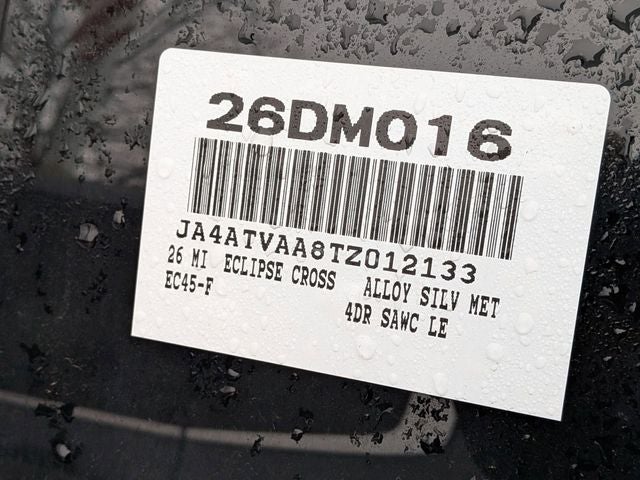 26DM016
JA4ATVAA8TZ012133
26 MI ECLIPSE CROSS ALLOY SILV MET
EC45-F 4DR SAWC LE